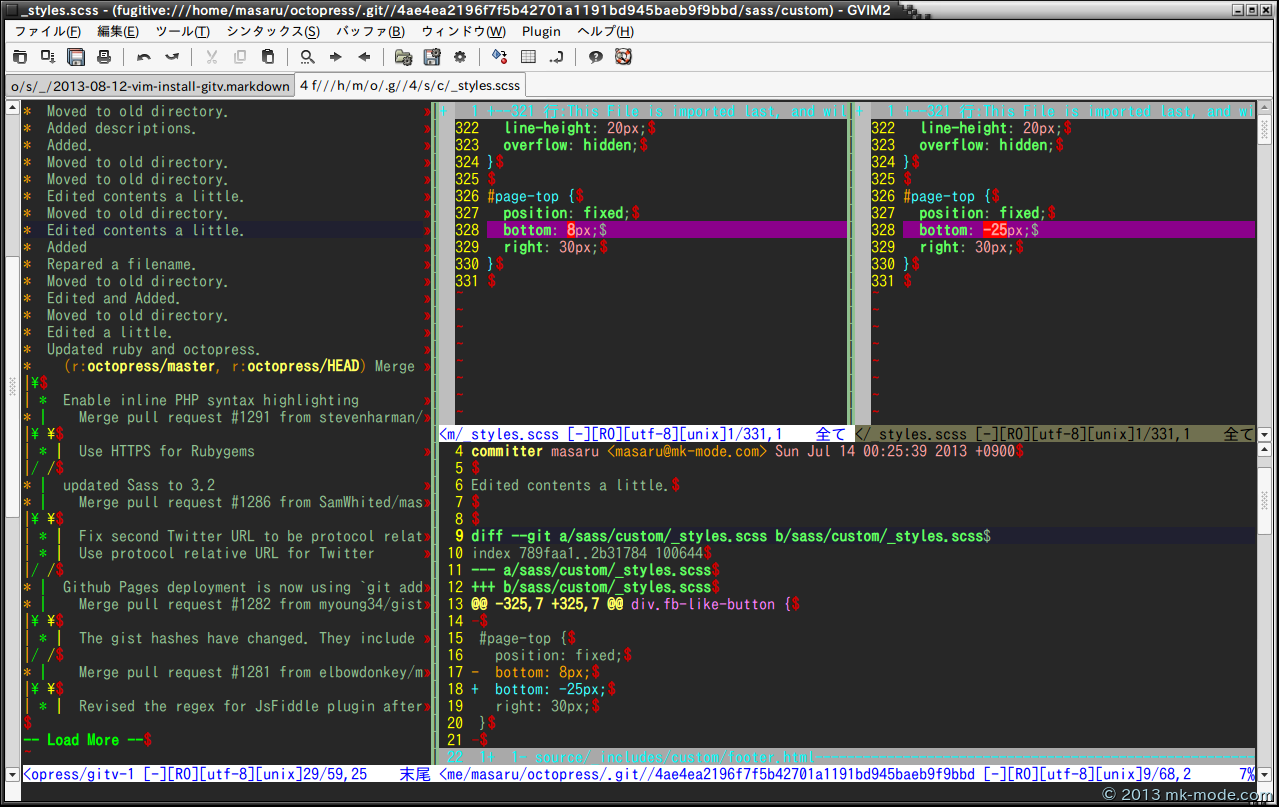 _styles.scss - (fugitive:///home/masaru/octopress/.git//4ae4ea2196f7f5b42701a1191bd945baeb9f9bbd/sass/custom) - GVIM2
ファイル(F) 編集(E) ツール(T) シンタックス(S) バッファ(B) ウィンドウ(W) Plugin ヘルプ(H)
o/s/_/2013-08-12-vim-install-gitv.markdown 4 f///h/m/o/.g//4/s/c/_styles.scss
* Moved to old directory.
* Added descriptions.
* Added.
* Moved to old directory.
* Moved to old directory.
* Edited contents a little.
* Moved to old directory.
* Edited contents a little.
* Added
* Repared a filename.
* Moved to old directory.
* Edited and Added.
* Moved to old directory.
* Edited a little.
* Updated ruby and octopress.
* (r:octopress/master, r:octopress/HEAD) Merge
|¥$
| * Enable inline PHP syntax highlighting
* | Merge pull request #1291 from stevenharman/
|¥ ¥$
| * | Use HTTPS for Rubygems
|/ /$
* | updated Sass to 3.2
* | Merge pull request #1286 from SamWhited/mas
|¥ ¥$
| * | Fix second Twitter URL to be protocol relat
| * | Use protocol relative URL for Twitter
|/ /$
* | Github Pages deployment is now using `git add
* | Merge pull request #1282 from myoung34/gist
|¥ ¥$
| * | The gist hashes have changed. They include
|/ /$
* | Merge pull request #1281 from elbowdonkey/m
|¥ ¥$
| * | Revised the regex for JsFiddle plugin after
$
-- Load More --$
~
<opress/gitv-1 [-][RO][utf-8][unix]29/59,25 末尾
+ 1 +--321 行:This File is imported last, and wil
322 line-height: 20px;$
323 overflow: hidden;$
324 }$
325 $
326 #page-top {$
327 position: fixed;$
328 bottom: 8px;$
329 right: 30px;$
330 }$
331 $
~
~
~
~
~
~
~
~
<m/_styles.scss [-][RO][utf-8][unix]1/331,1 全て
+ 1 +--321 行:This File is imported last, and wi
322 line-height: 20px;$
323 overflow: hidden;$
324 }$
325 $
326 #page-top {$
327 position: fixed;$
328 bottom: -25px;$
329 right: 30px;$
330 }$
331 $
~
~
~
~
~
~
~
~
</_styles.scss [-][RO][utf-8][unix]1/331,1 全て
4 committer masaru <masaru@mk-mode.com> Sun Jul 14 00:25:39 2013 +0900$
5 $
6 Edited contents a little.$
7 $
8 $
9 diff --git a/sass/custom/_styles.scss b/sass/custom/_styles.scss$
10 index 789faa1..2b31784 100644$
11 --- a/sass/custom/_styles.scss$
12 +++ b/sass/custom/_styles.scss$
13 @@ -325,7 +325,7 @@ div.fb-like-button {$
14 -$
15 #page-top {$
16 position: fixed;$
17 - bottom: 8px;$
18 + bottom: -25px;$
19 right: 30px;$
20 }$
21 -$
22 1+ 1- source/_includes/custom/footer.html
<me/masaru/octopress/.git//4ae4ea2196f7f5b42701a1191bd945baeb9f9bbd [-][RO][utf-8][unix]9/68,2 7%
© 2013 mk-mode.com